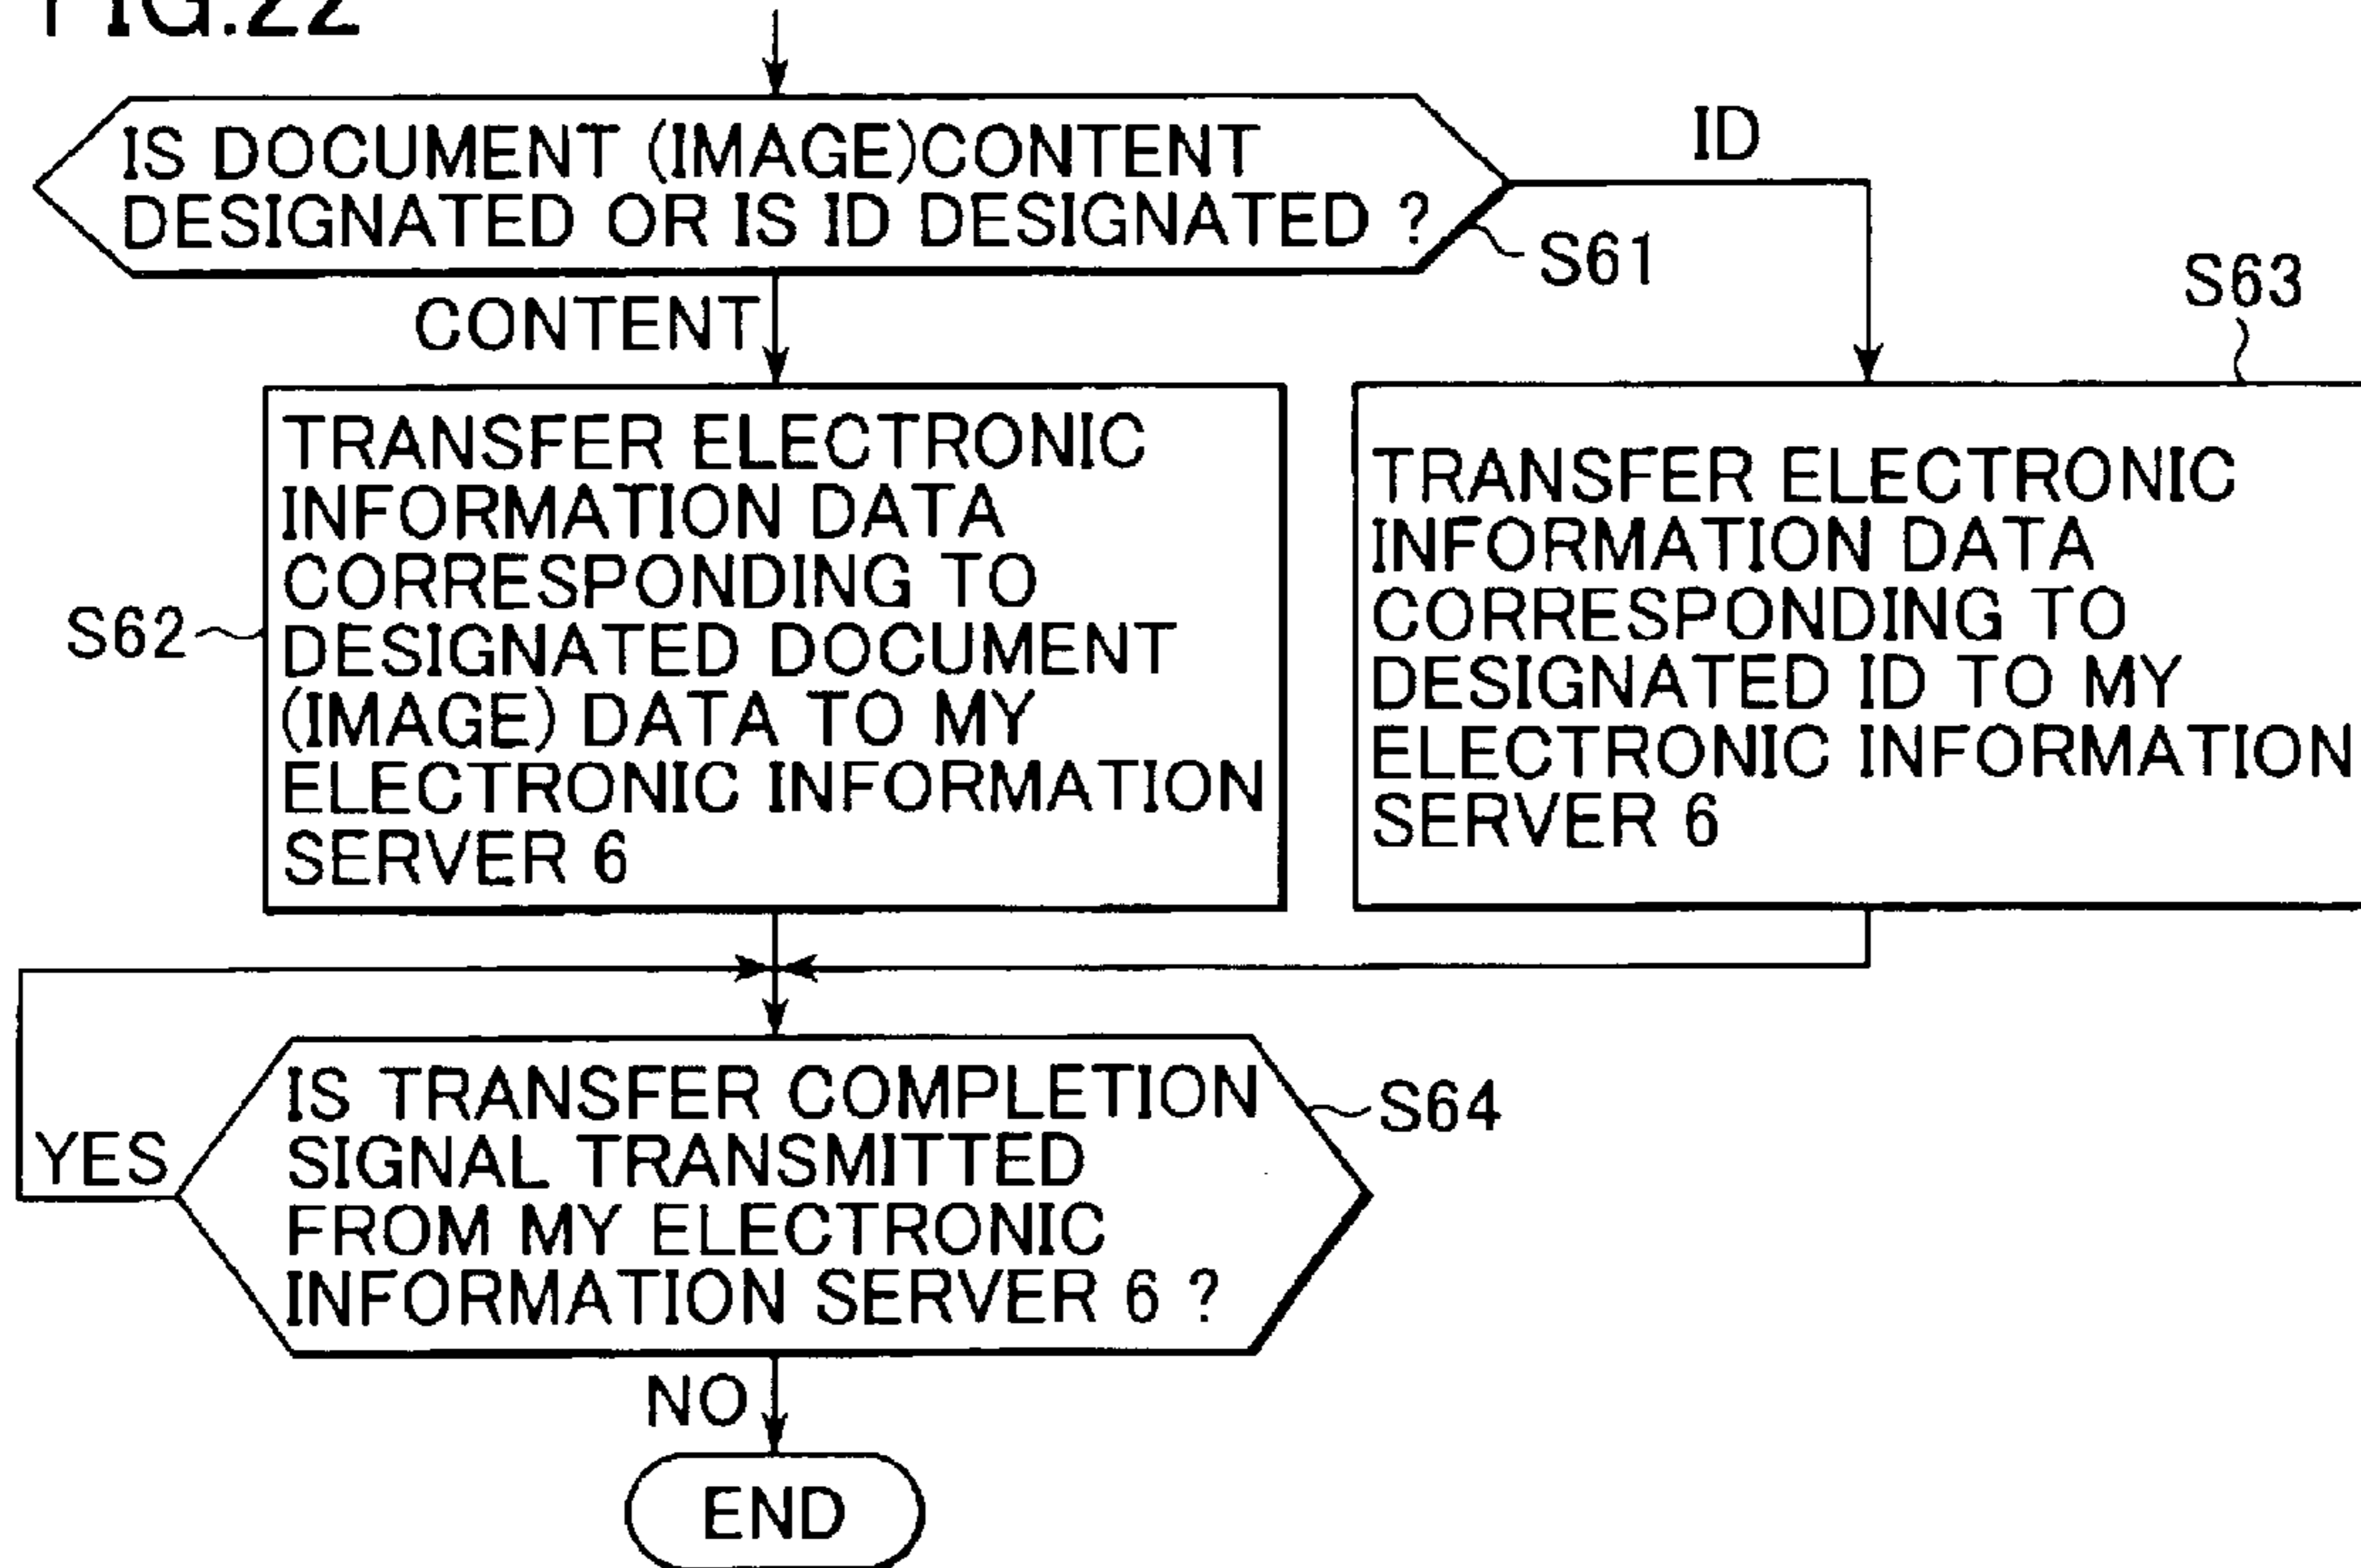 FIG.22
IS DOCUMENT (IMAGE)CONTENT
DESIGNATED OR IS ID DESIGNATED ?
ID
S61
CONTENT
S63
TRANSFER ELECTRONIC
INFORMATION DATA
CORRESPONDING TO
DESIGNATED DOCUMENT
(IMAGE) DATA TO MY
ELECTRONIC INFORMATION
SERVER 6
S62
TRANSFER ELECTRONIC
INFORMATION DATA
CORRESPONDING TO
DESIGNATED ID TO MY
ELECTRONIC INFORMATION
SERVER 6
IS TRANSFER COMPLETION
SIGNAL TRANSMITTED
FROM MY ELECTRONIC
INFORMATION SERVER 6 ?
S64
YES
NO
END